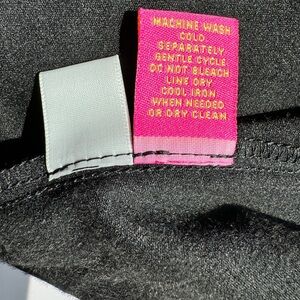 MACHINE WASH
COLD
SEPARATELY
GENTLE CYCLE
DO NOT BLEACH
LINE DRY
COOL IRON
WHEN NEEDED
OR DRY CLEAN